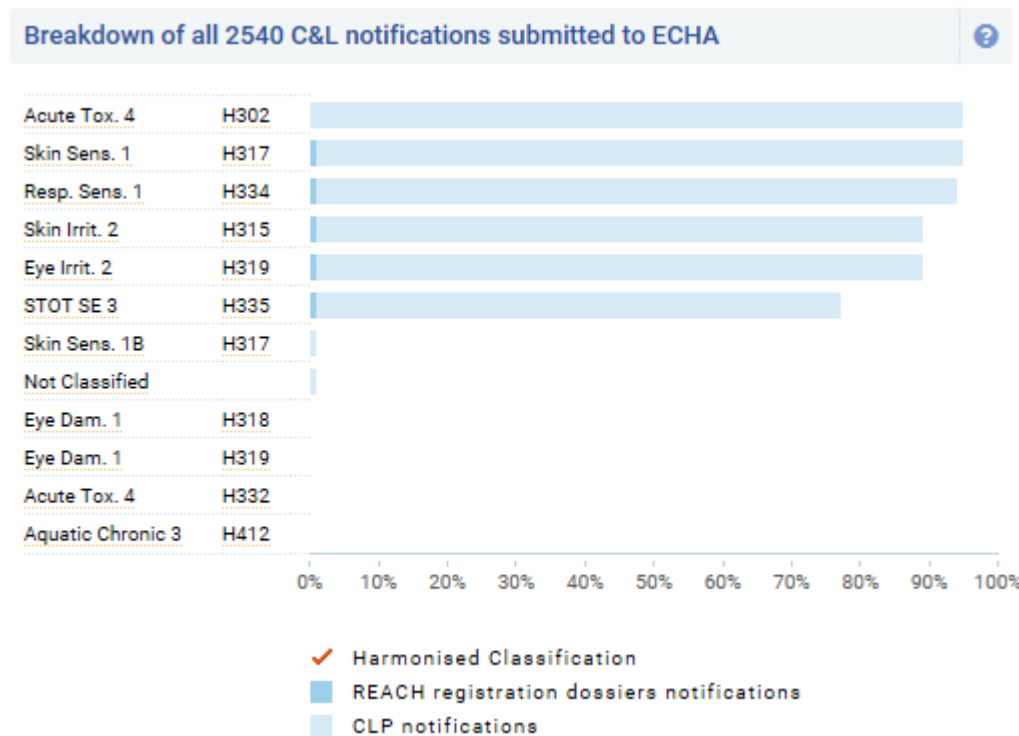 Breakdown of all 2540 C&L notifications submitted to ECHA ?
Acute Tox. 4 H302
Skin Sens. 1 H317
Resp. Sens. 1 H334
Skin Irrit. 2 H315
Eye Irrit. 2 H319
STOT SE 3 H335
Skin Sens. 1B H317
Not Classified
Eye Dam. 1 H318
Eye Dam. 1 H319
Acute Tox. 4 H332
Aquatic Chronic 3 H412
0% 10% 20% 30% 40% 50% 60% 70% 80% 90% 100%
Harmonised Classification
REACH registration dossiers notifications
CLP notifications